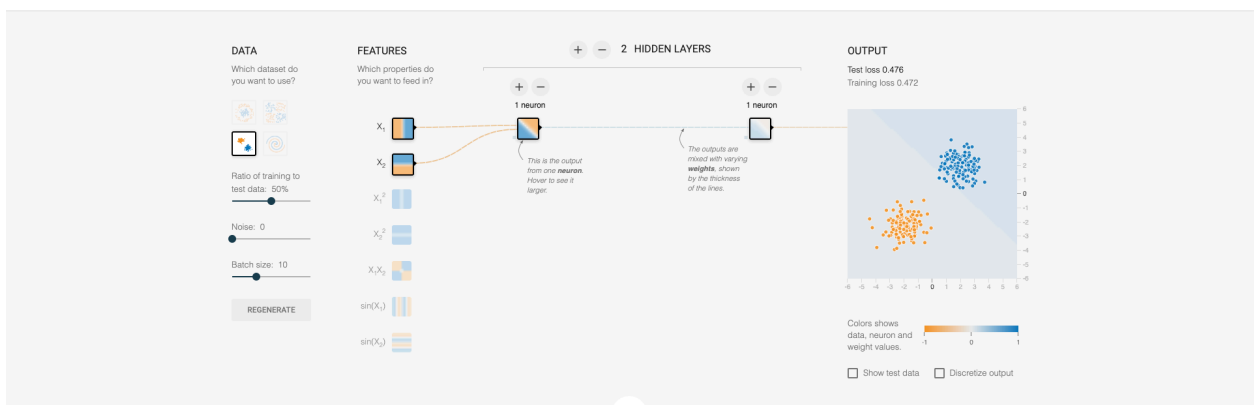 DATA
Which dataset do
you want to use?
Ratio of training to
test data: 50%
Noise: 0
Batch size: 10
REGENERATE
FEATURES
Which properties do
you want to feed in?
X1
X2
X1²
X2²
X1X2
sin(X1)
sin(X2)
+ − 2 HIDDEN LAYERS
+ −
1 neuron
This is the output
from one neuron.
Hover to see it
larger.
+ −
1 neuron
The outputs are
mixed with varying
weights, shown
by the thickness
of the lines.
OUTPUT
Test loss 0.476
Training loss 0.472
6
5
4
3
2
1
0
-1
-2
-3
-4
-5
-6
-6 -5 -4 -3 -2 -1 0 1 2 3 4 5 6
Colors shows
data, neuron and
weight values.
-1 0 1
Show test data
Discretize output